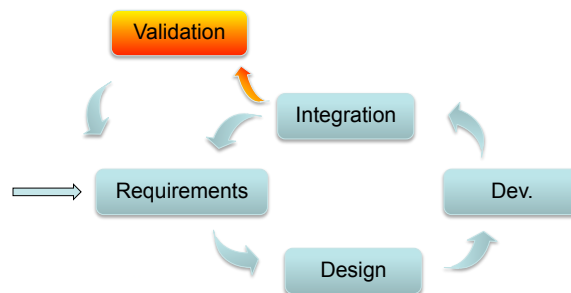 Validation
Integration
Requirements
Dev.
Design